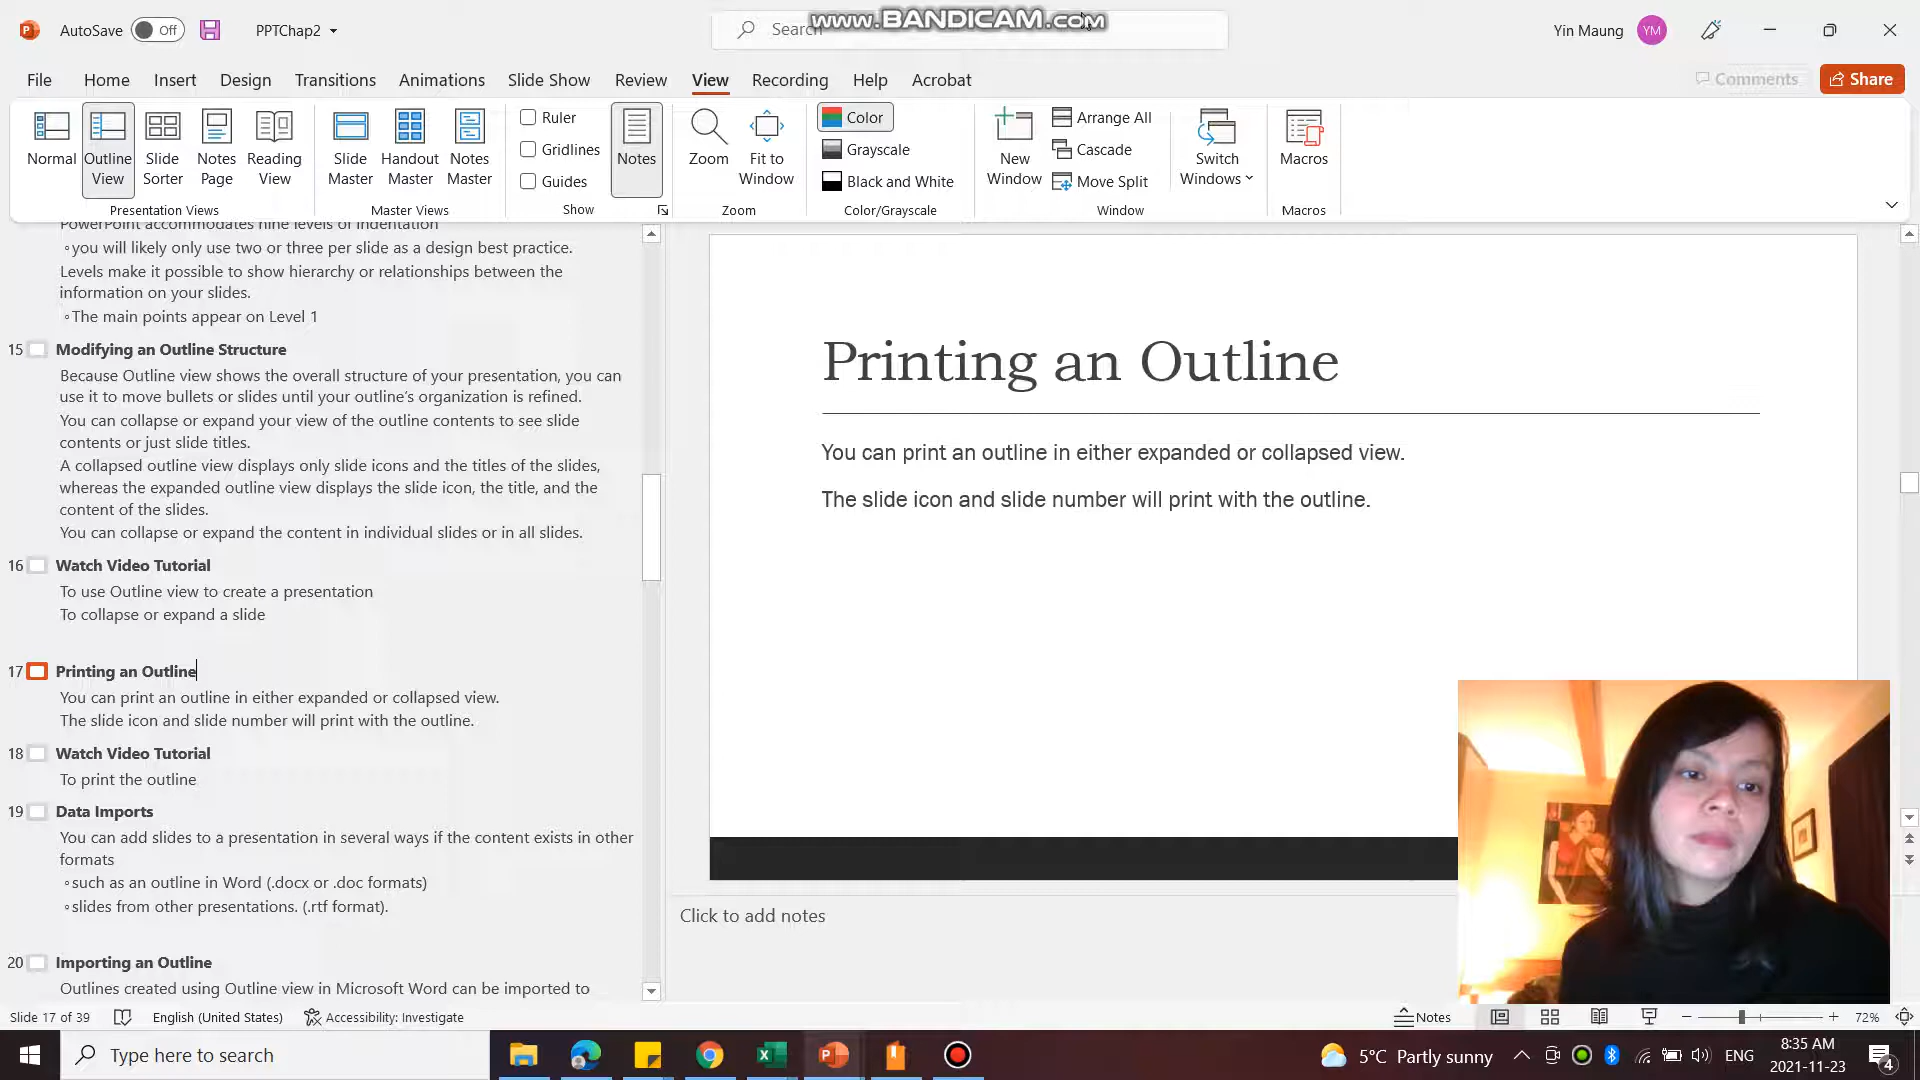 AutoSave
Off
PPTChap2
Search
www.BANDICAM.com
Yin Maung
YM
File
Home
Insert
Design
Transitions
Animations
Slide Show
Review
View
Recording
Help
Acrobat
Comments
Share
Normal
Outline
View
Slide
Sorter
Notes
Page
Reading
View
Presentation Views
Slide
Master
Handout
Master
Notes
Master
Master Views
Ruler
Gridlines
Guides
Notes
Show
Zoom
Fit to
Window
Zoom
Color
Grayscale
Black and White
Color/Grayscale
New
Window
Arrange All
Cascade
Move Split
Switch
Windows
Window
Macros
Macros
PowerPoint accommodates nine levels of indentation
◦you will likely only use two or three per slide as a design best practice.
Levels make it possible to show hierarchy or relationships between the
information on your slides.
◦The main points appear on Level 1
15 Modifying an Outline Structure
Because Outline view shows the overall structure of your presentation, you can
use it to move bullets or slides until your outline's organization is refined.
You can collapse or expand your view of the outline contents to see slide
contents or just slide titles.
A collapsed outline view displays only slide icons and the titles of the slides,
whereas the expanded outline view displays the slide icon, the title, and the
content of the slides.
You can collapse or expand the content in individual slides or in all slides.
16 Watch Video Tutorial
To use Outline view to create a presentation
To collapse or expand a slide
17 Printing an Outline
You can print an outline in either expanded or collapsed view.
The slide icon and slide number will print with the outline.
18 Watch Video Tutorial
To print the outline
19 Data Imports
You can add slides to a presentation in several ways if the content exists in other
formats
◦such as an outline in Word (.docx or .doc formats)
◦slides from other presentations. (.rtf format).
20 Importing an Outline
Outlines created using Outline view in Microsoft Word can be imported to
Printing an Outline
You can print an outline in either expanded or collapsed view.
The slide icon and slide number will print with the outline.
Click to add notes
Slide 17 of 39
English (United States)
Accessibility: Investigate
Notes
72%
Type here to search
5°C Partly sunny
ENG
8:35 AM
2021-11-23
4